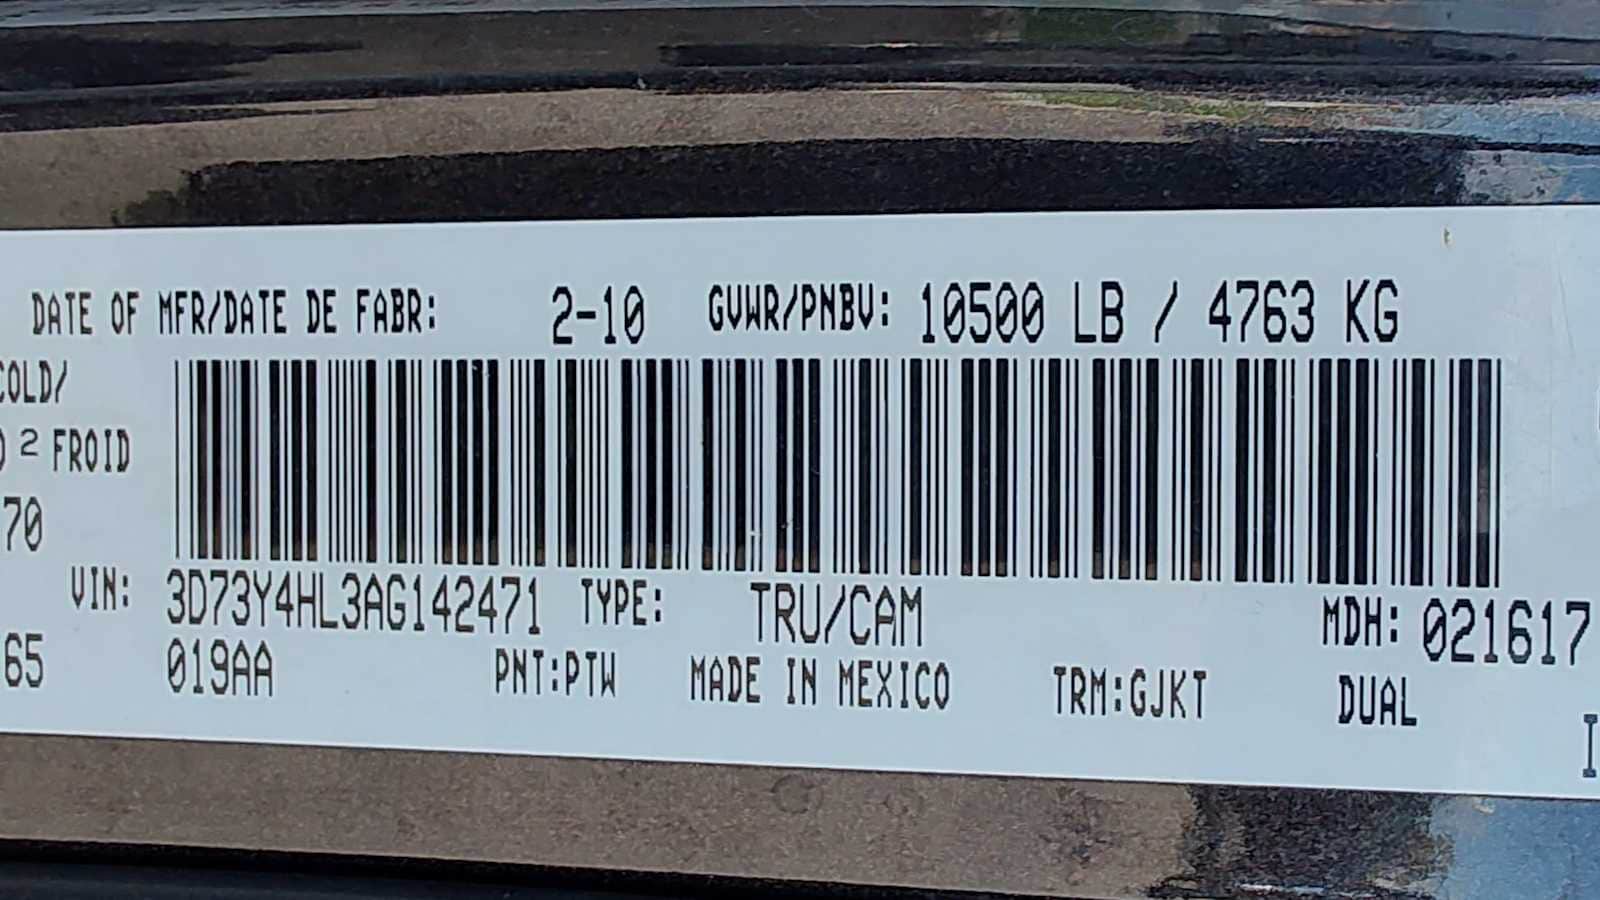 DATE OF MFR/DATE DE FABR: 2-10 GVWR/PNBV: 10500 LB / 4763 KG
COLD/
2 FROID
70
VIN: 3D73Y4HL3AG142471 TYPE: TRU/CAM MDH: 021617
65 019AA PNT:PTW MADE IN MEXICO TRM:GJKT DUAL